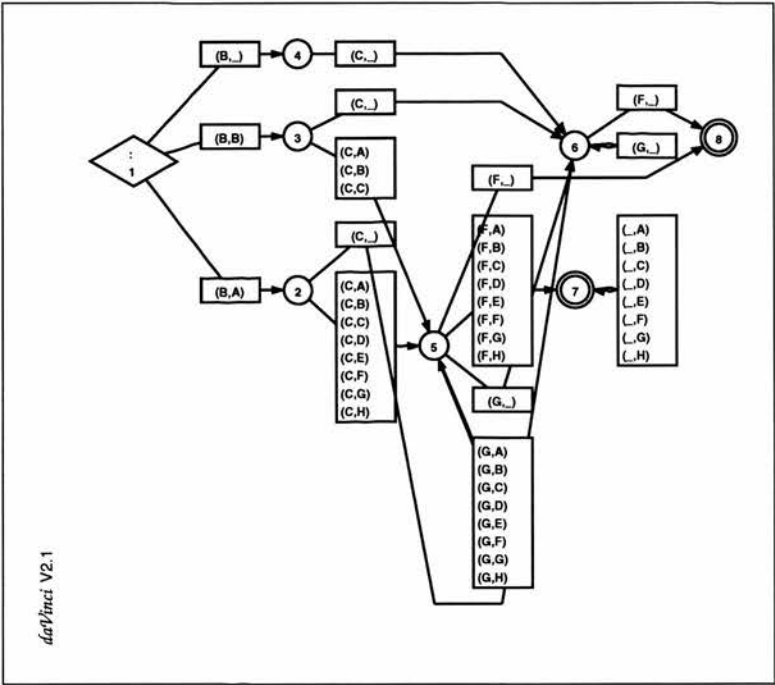 (B,_)
4
(C,_)
(F,_)
(C,_)
:
1
(B,B)
3
6
(G,_)
8
(C,A)
(C,B)
(C,C)
(F,_)
(C,_)
(F,A)
(F,B)
(F,C)
(F,D)
(F,E)
(F,F)
(F,G)
(F,H)
(_,A)
(_,B)
(_,C)
(_,D)
(_,E)
(_,F)
(_,G)
(_,H)
(B,A)
2
7
(C,A)
(C,B)
(C,C)
(C,D)
(C,E)
(C,F)
(C,G)
(C,H)
5
(G,_)
(G,A)
(G,B)
(G,C)
(G,D)
(G,E)
(G,F)
(G,G)
(G,H)
daVinci V2.1